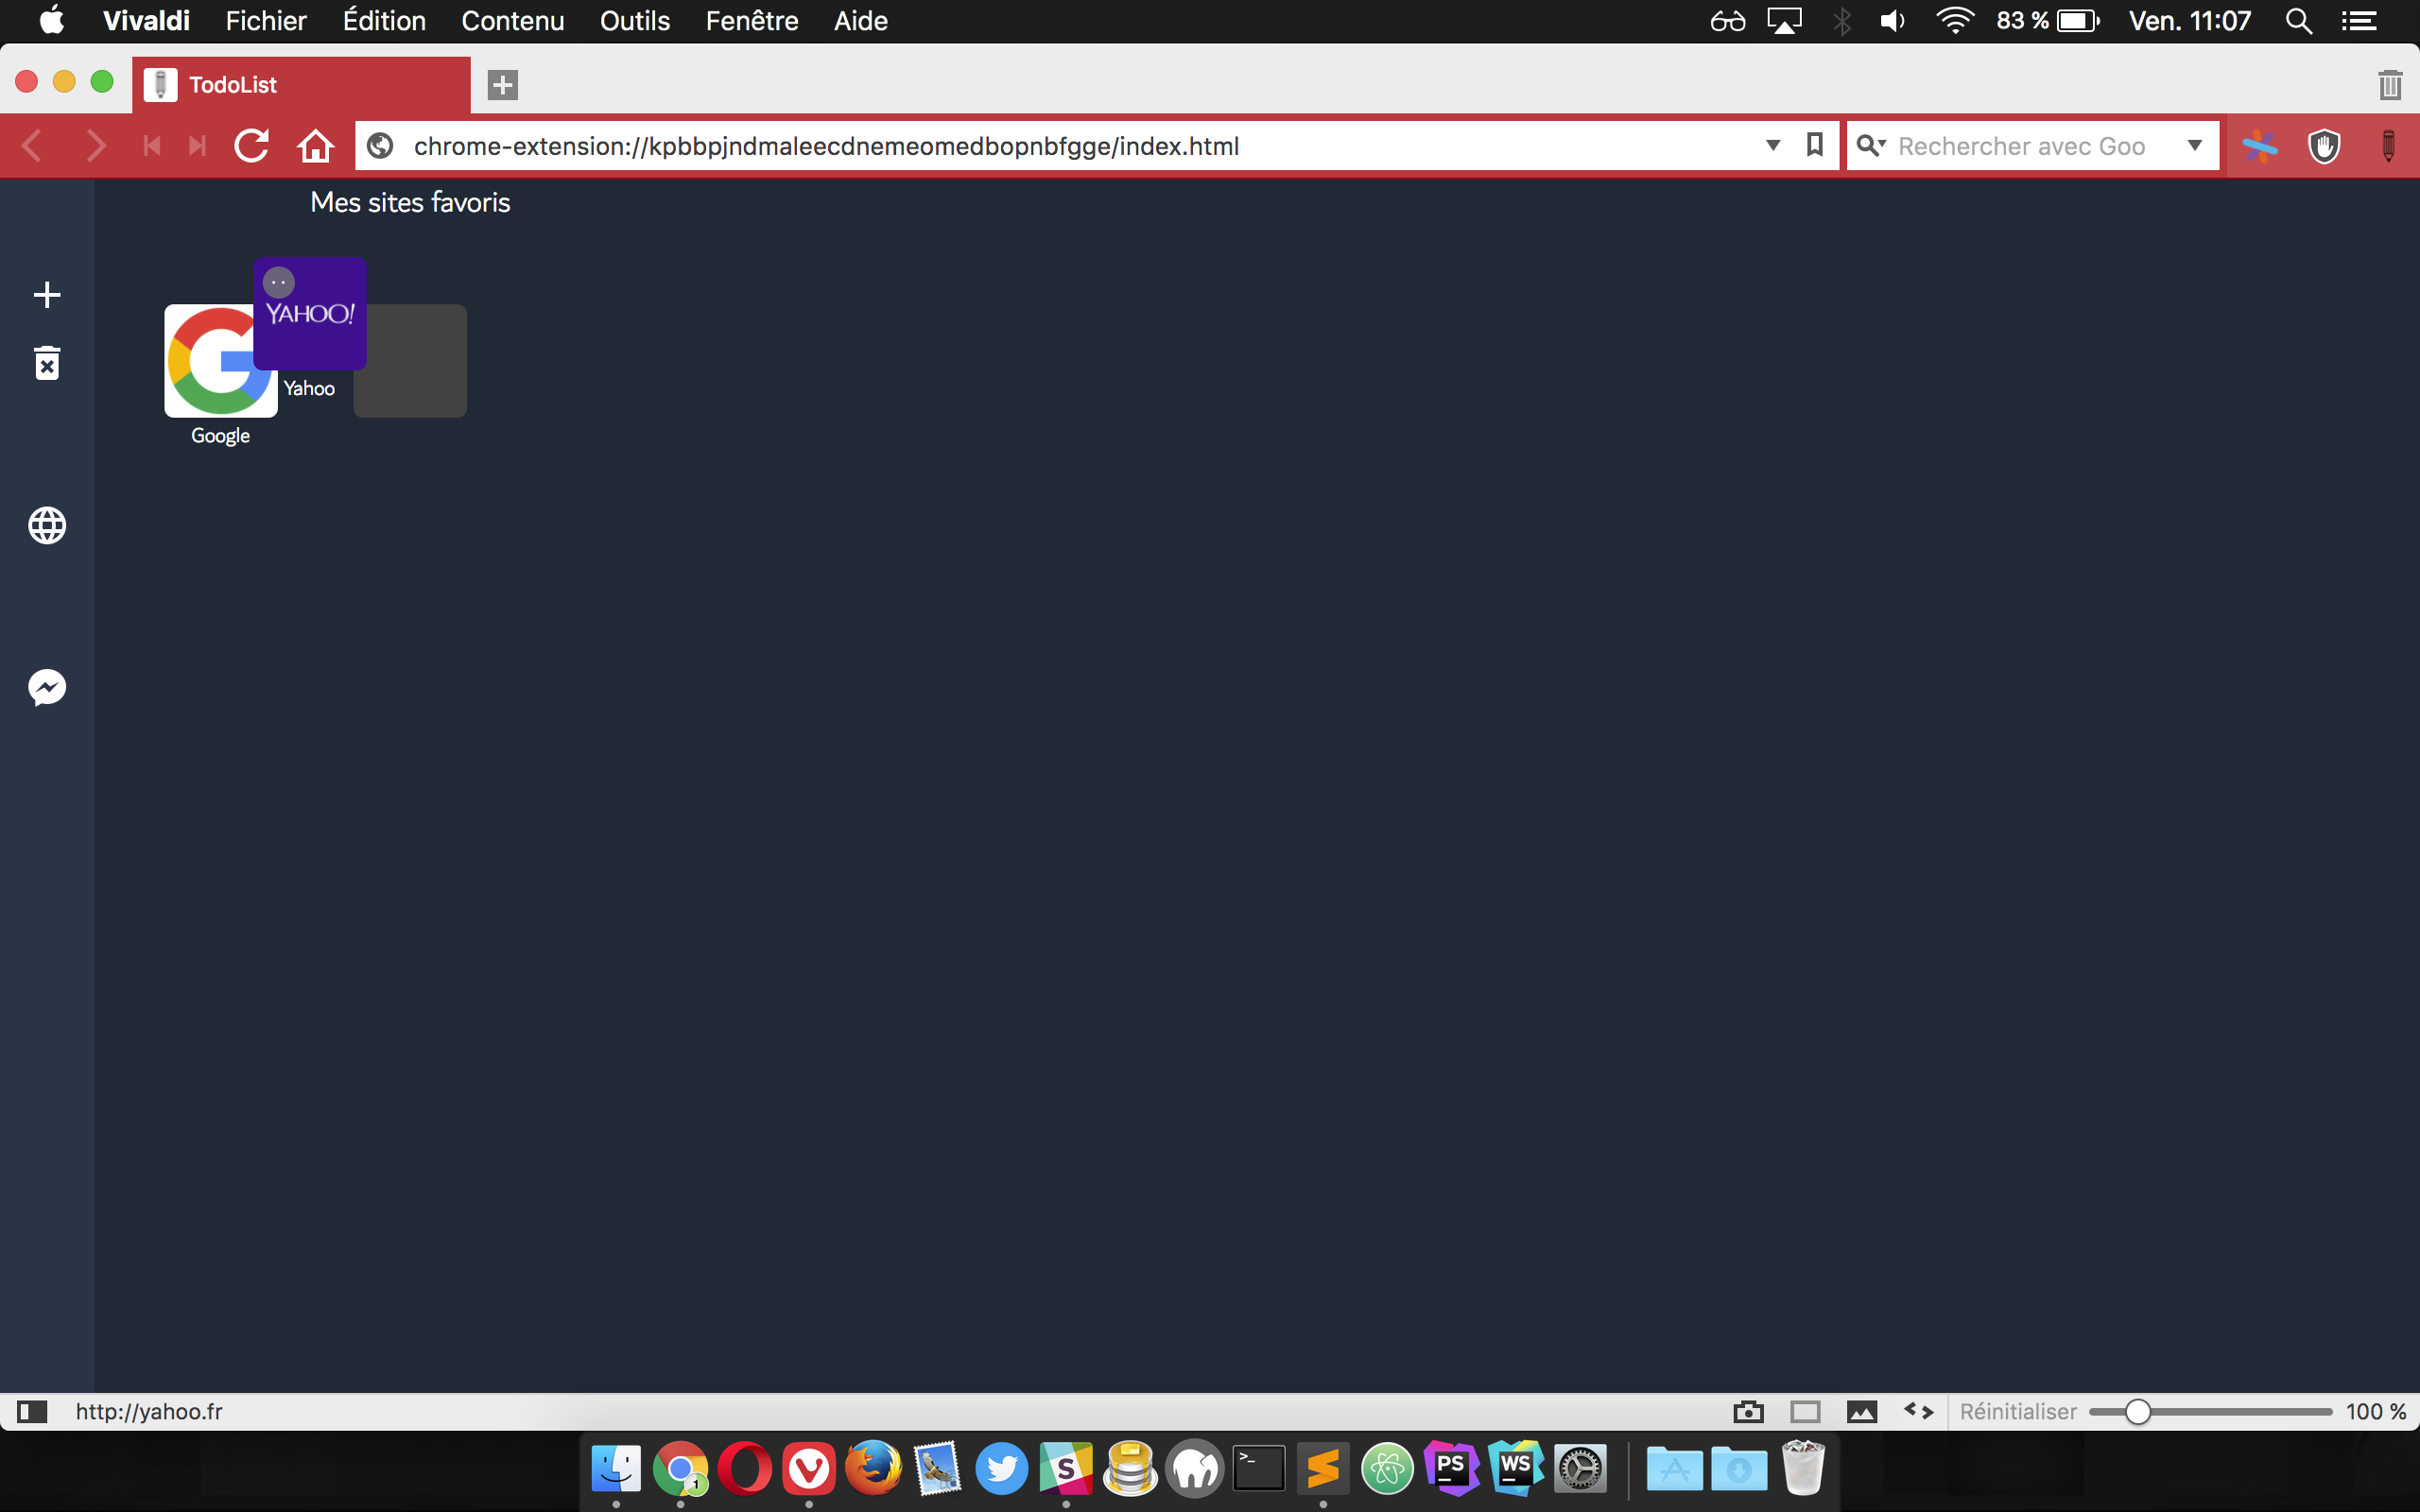 Vivaldi Fichier Édition Contenu Outils Fenêtre Aide 83 % Ven. 11:07
TodoList
chrome-extension://kpbbpjndmaleecdnemeomedbopnbfgge/index.html Rechercher avec Goo
Mes sites favoris
YAHOO!
Yahoo
Google
http://yahoo.fr Réinitialiser 100 %
1 S >_ PS WS